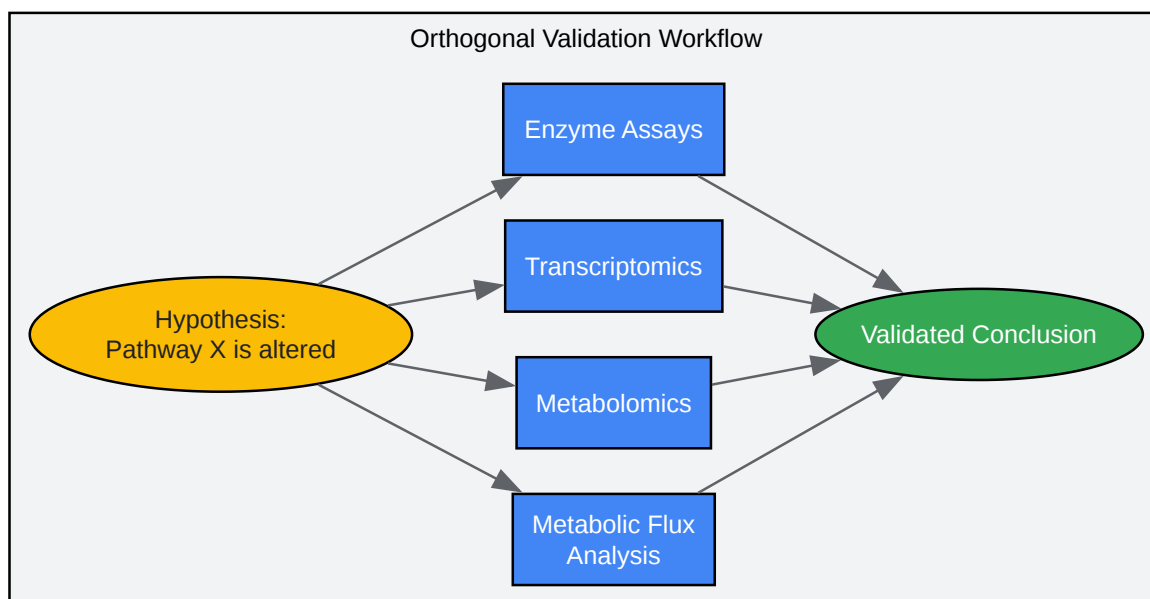 Orthogonal Validation Workflow
Enzyme Assays
Transcriptomics
Hypothesis:
Pathway X is altered
Validated Conclusion
Metabolomics
Metabolic Flux
Analysis